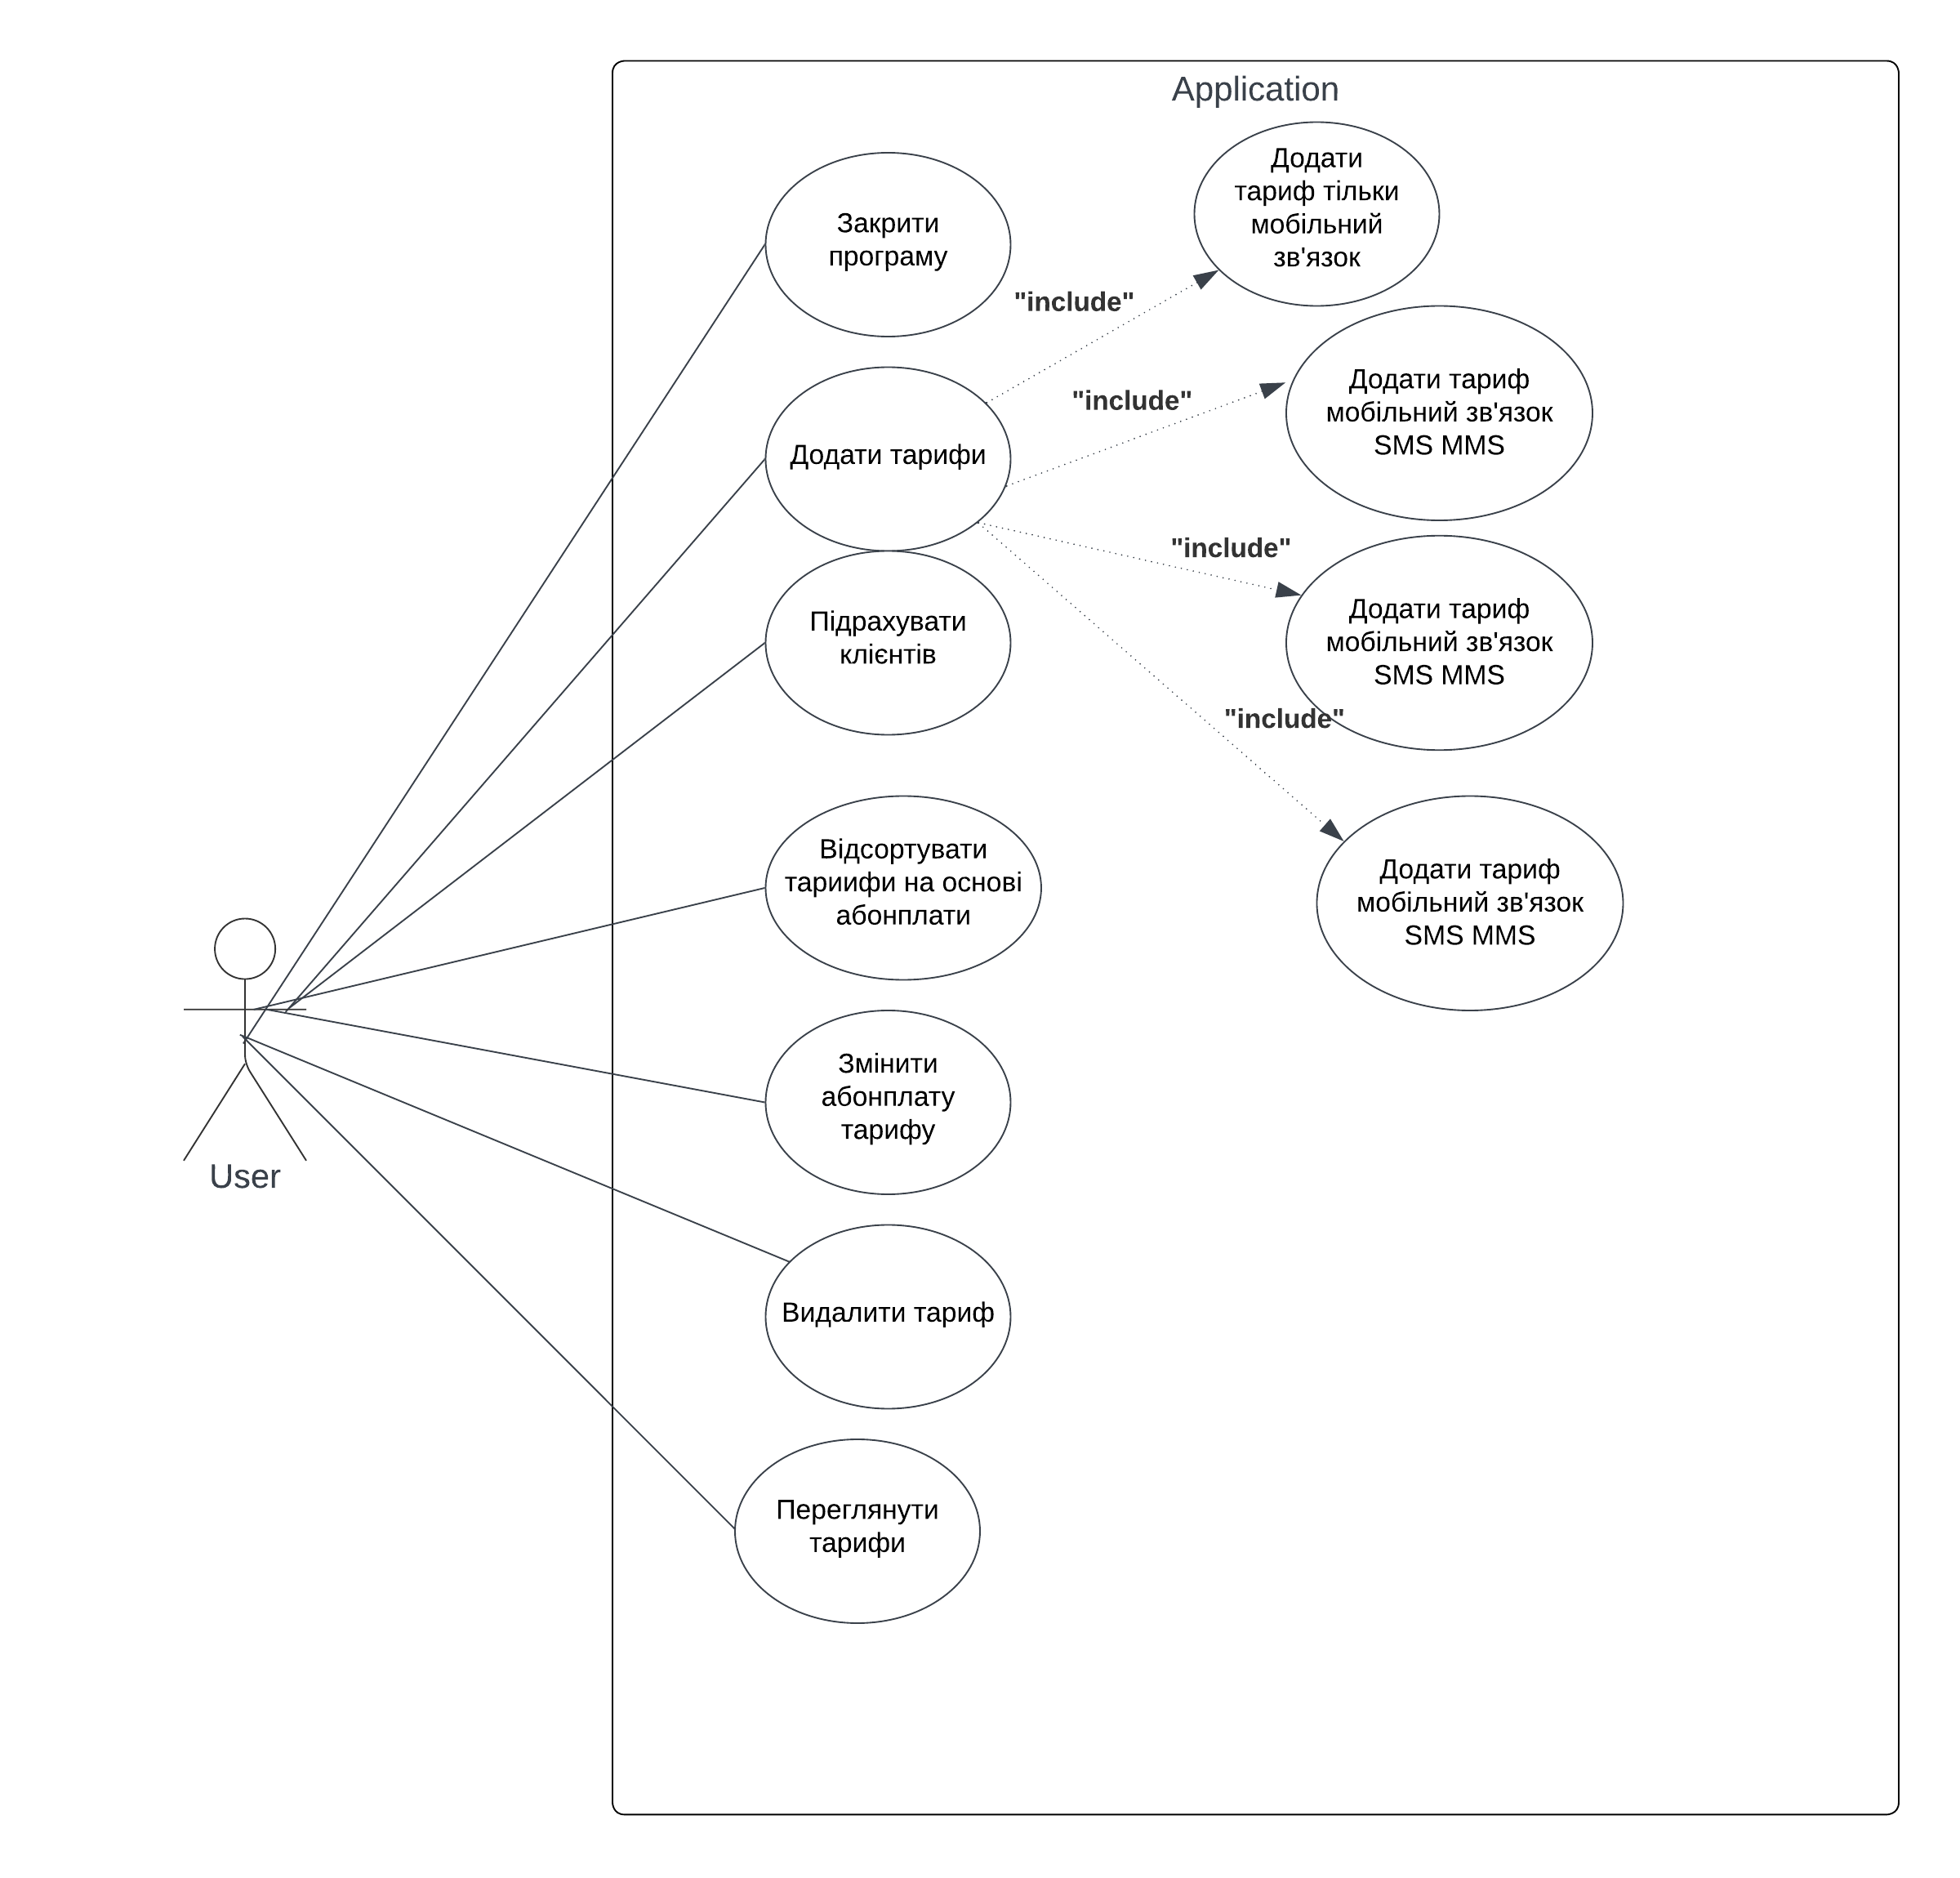 Application
Закрити
програму
Додати
тариф тільки
мобільний
зв'язок
"include"
Додати тарифи
"include"
Додати тариф
мобільний зв'язок
SMS MMS
Підрахувати
клієнтів
"include"
Додати тариф
мобільний зв'язок
SMS MMS
"include"
Відсортувати
тариифи на основі
абонплати
Додати тариф
мобільний зв'язок
SMS MMS
Змінити
абонплату
тарифу
User
Видалити тариф
Переглянути
тарифи